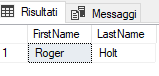 Risultati Messaggi
FirstName LastName
1 Roger Holt